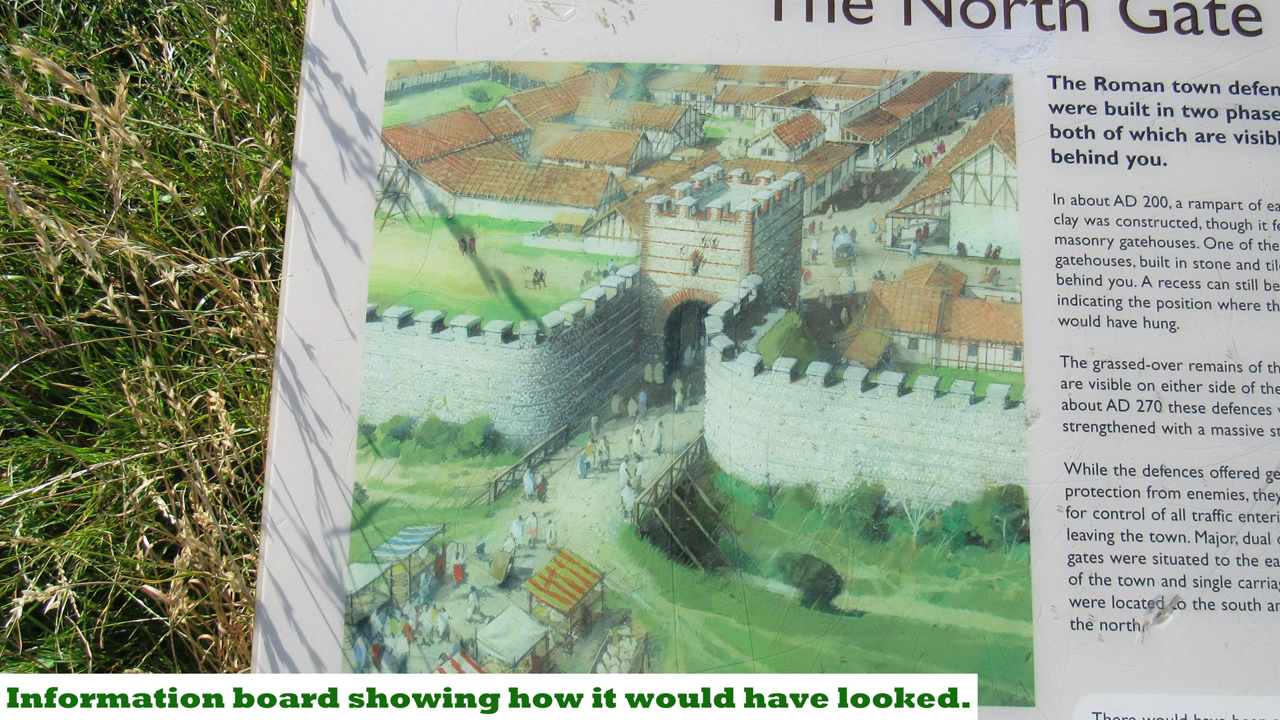 The North Gate
The Roman town defen
were built in two phase
both of which are visib
behind you.
In about AD 200, a rampart of ea
clay was constructed, though it fe
masonry gatehouses. One of the
gatehouses, built in stone and tile
behind you. A recess can still be
indicating the position where th
would have hung.
The grassed-over remains of th
are visible on either side of the
about AD 270 these defences
strengthened with a massive st
While the defences offered ge
protection from enemies, they
for control of all traffic enteri
leaving the town. Major, dual c
gates were situated to the ea
of the town and single carria
were located to the south an
the north.
Information board showing how it would have looked.